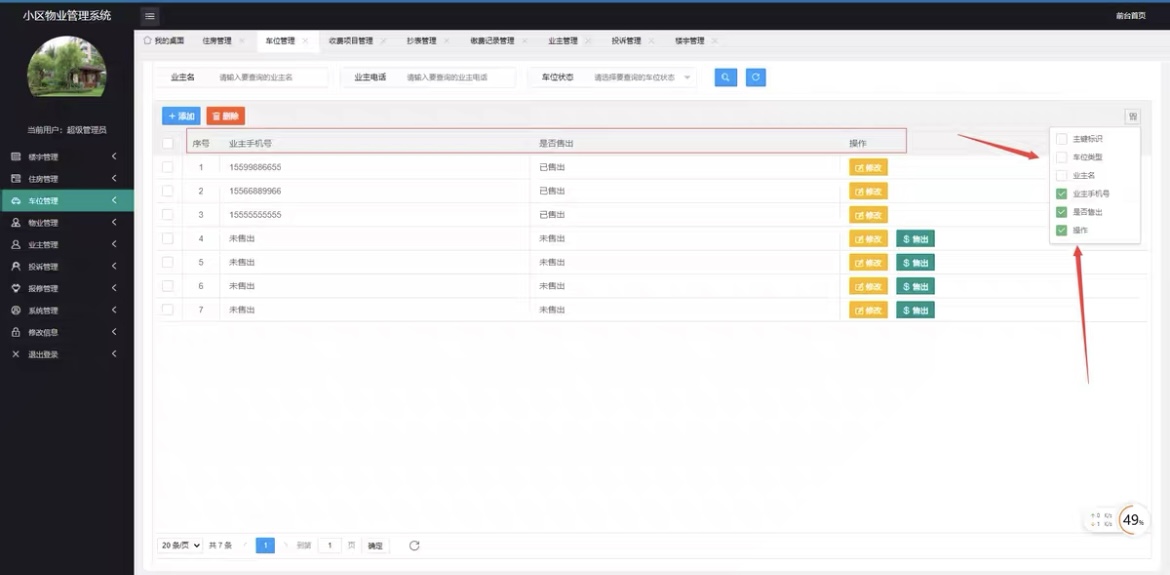 小区物业管理系统
前台首页
我的桌面 住房管理 车位管理 收费项目管理 抄表管理 缴费记录管理 业主管理 投诉管理 楼宇管理
业主名 请输入要查询的业主名 业主电话 请输入要查询的业主电话 车位状态 请选择要查询的车位状态
当前用户：超级管理员
楼宇管理
住房管理
车位管理
物业管理
业主管理
投诉管理
报修管理
系统管理
修改信息
退出登录
+ 添加 删除
序号 业主手机号 是否售出 操作
1 15599886655 已售出 修改
2 15566889966 已售出 修改
3 15555555555 已售出 修改
4 未售出 未售出 修改 $ 售出
5 未售出 未售出 修改 $ 售出
6 未售出 未售出 修改 $ 售出
7 未售出 未售出 修改 $ 售出
主键标识
车位类型
业主名
业主手机号
是否售出
操作
20 条/页 共 7 条 1 到第 1 页 确定
49%